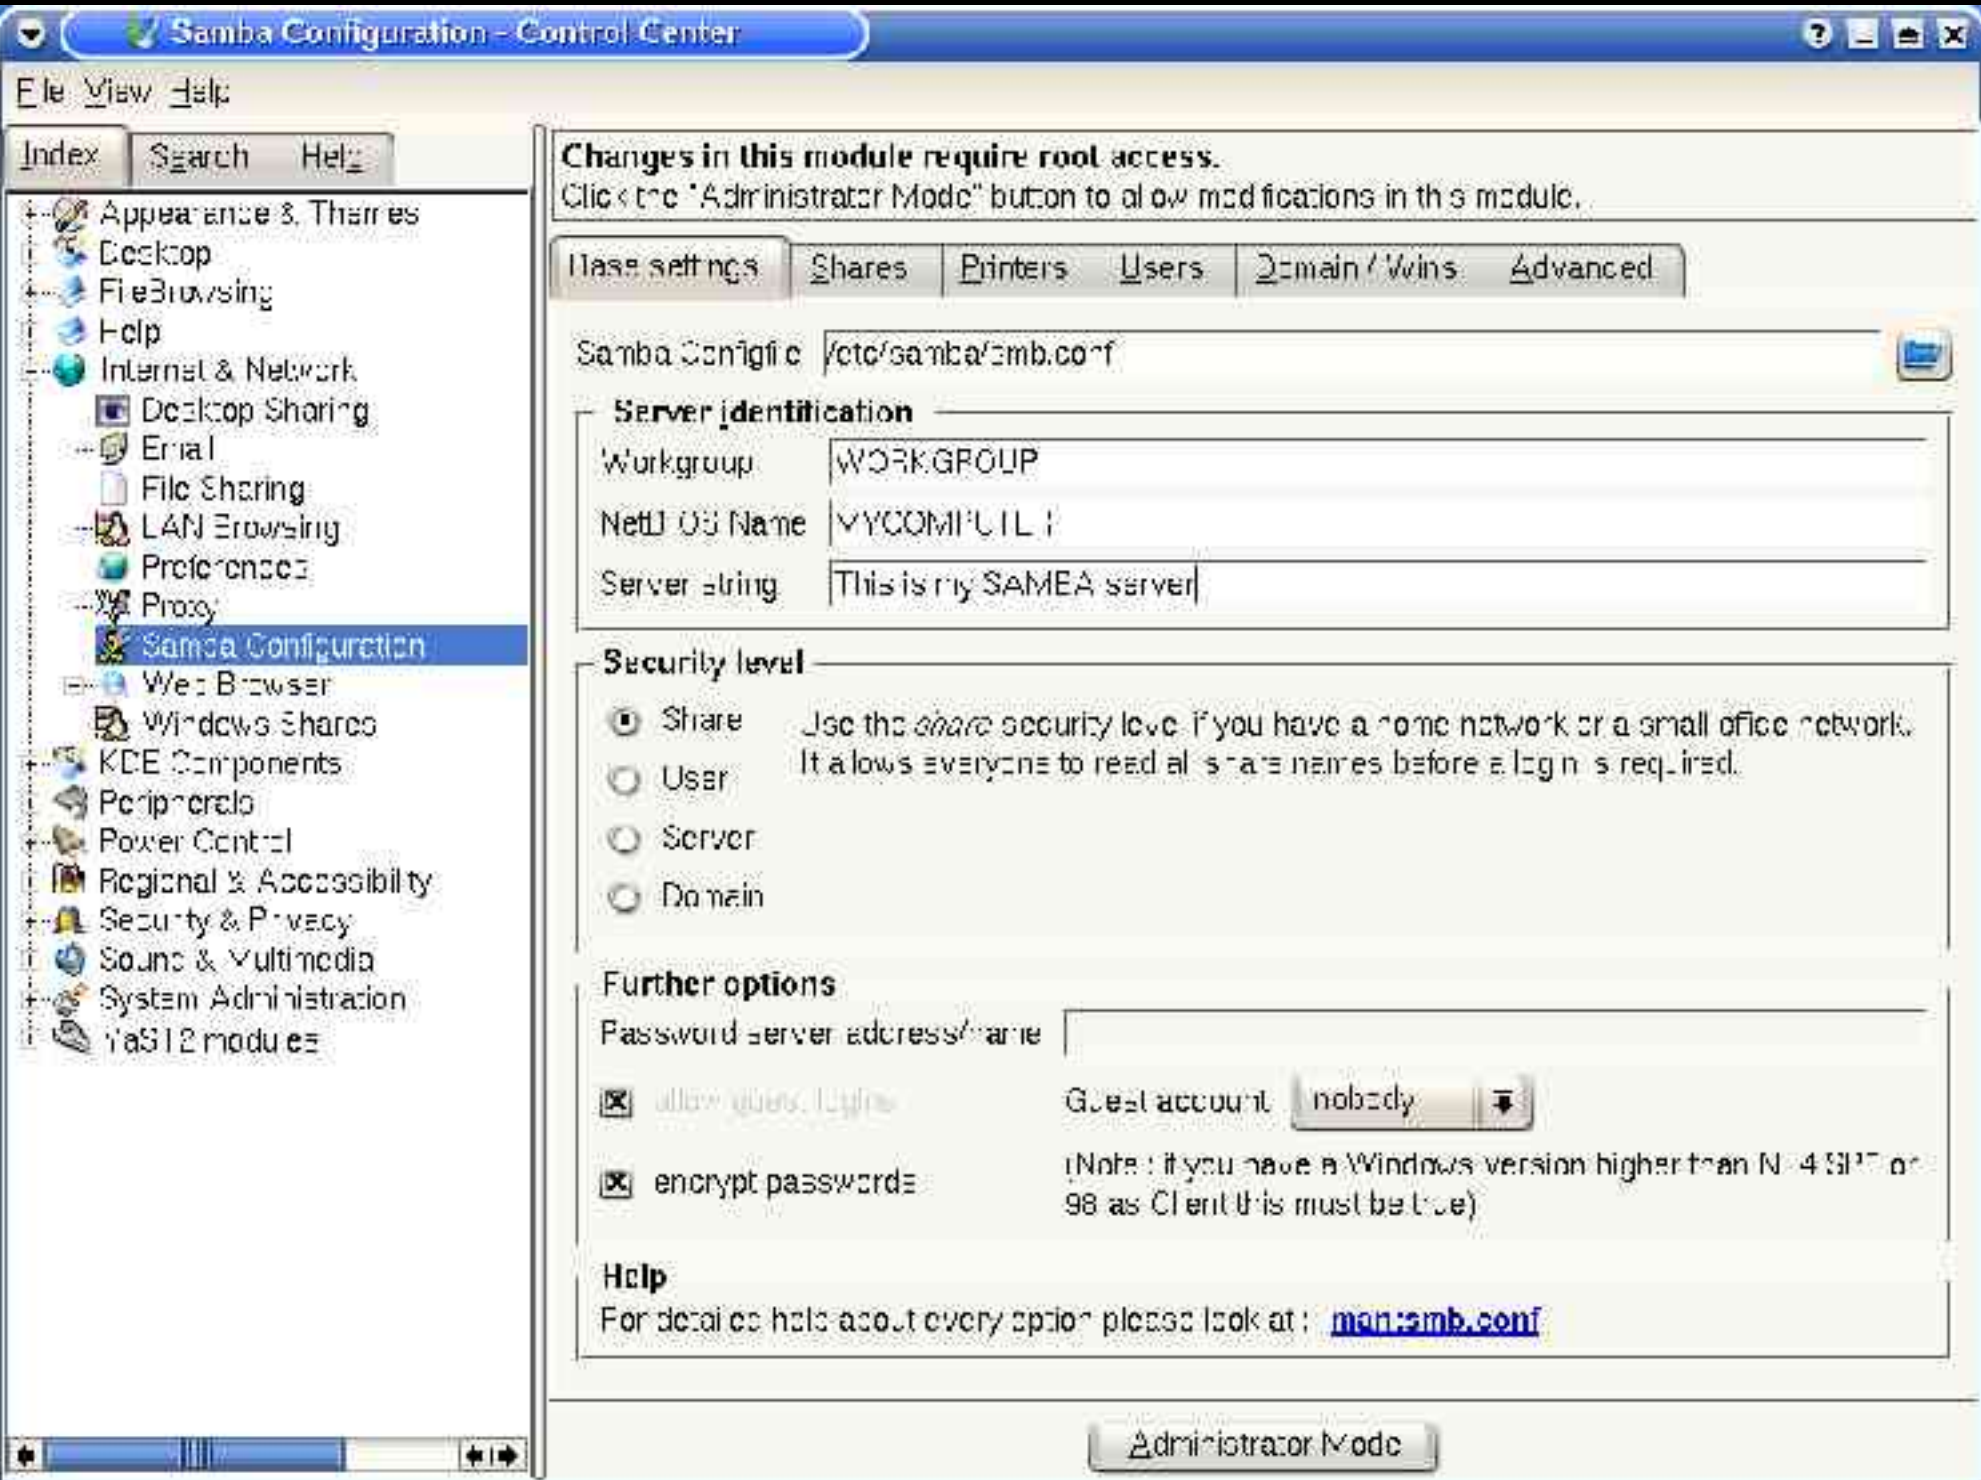 Samba Configuration - Control Center
File View Help
Index Search Help
Appearance & Themes
Desktop
FileBrowsing
Help
Internet & Network
Desktop Sharing
Email
File Sharing
LAN Browsing
Preferences
Proxy
Samba Configuration
Web Browser
Windows Shares
KDE Components
Peripherals
Power Control
Regional & Accessibility
Security & Privacy
Sound & Multimedia
System Administration
YaST2 modules
Changes in this module require root access.
Click the "Administrator Mode" button to allow modifications in this module.
Base settings Shares Printers Users Domain / Wins Advanced
Samba Configfile /etc/samba/smb.conf
Server identification
Workgroup WORKGROUP
NetBIOS Name MYCOMPUTER
Server string This is my SAMBA server
Security level
Share
User
Server
Domain
Use the share security level if you have a home network or a small office network.
It allows everyone to read all share names before a login is required.
Further options
Password server address/name
allow guest logins
Guest account nobody
encrypt passwords
(Note : if you have a Windows version higher than NT 4 SP3 or
98 as Client this must be true)
Help
For detailed help about every option please look at : man:smb.conf
Administrator Mode